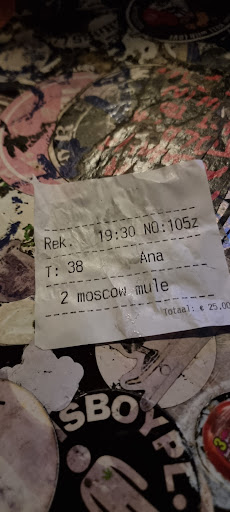 Rek. 19:30 NO:105z
T: 38 Ana
2 moscow mule
Totaal: € 25.00
SBOYPL.